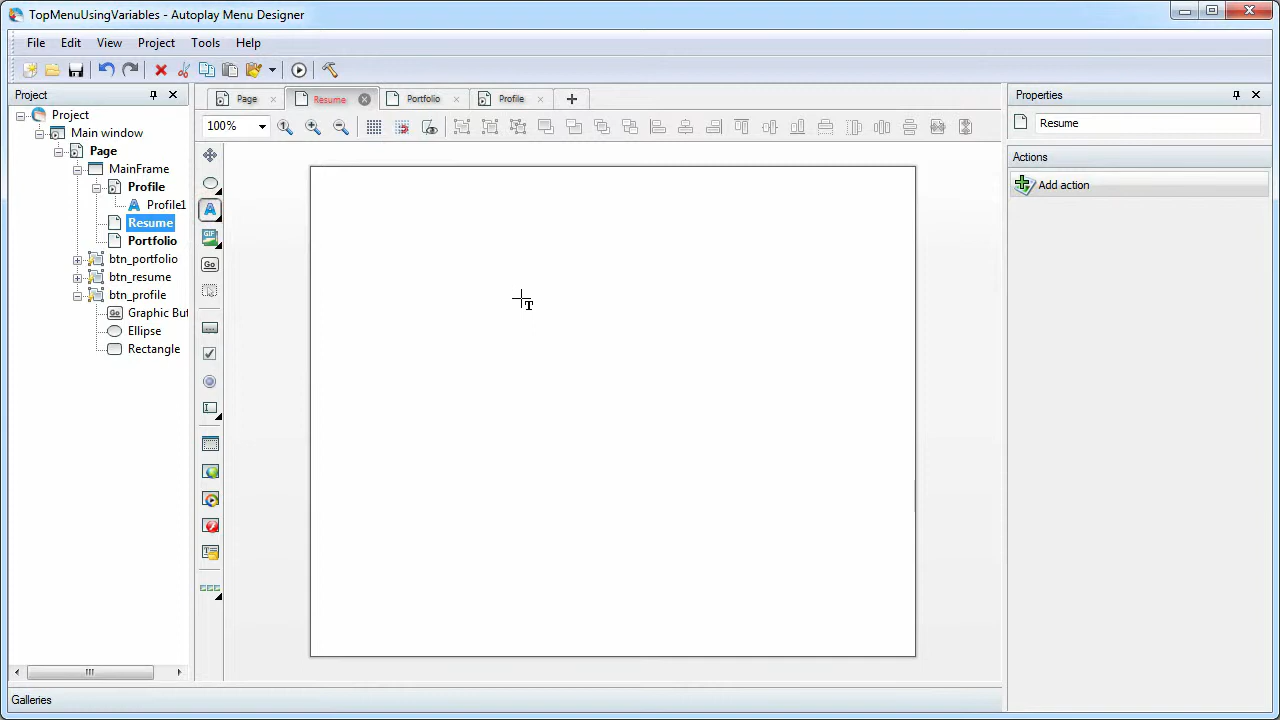 TopMenuUsingVariables - Autoplay Menu Designer
File Edit View Project Tools Help
Project
Page Resume Portfolio Profile
Properties
Project
Main window
Page
MainFrame
Profile
Profile1
Resume
Portfolio
btn_portfolio
btn_resume
btn_profile
Graphic But
Ellipse
Rectangle
100%
A
GIF
Go
T
Resume
Actions
Add action
Galleries